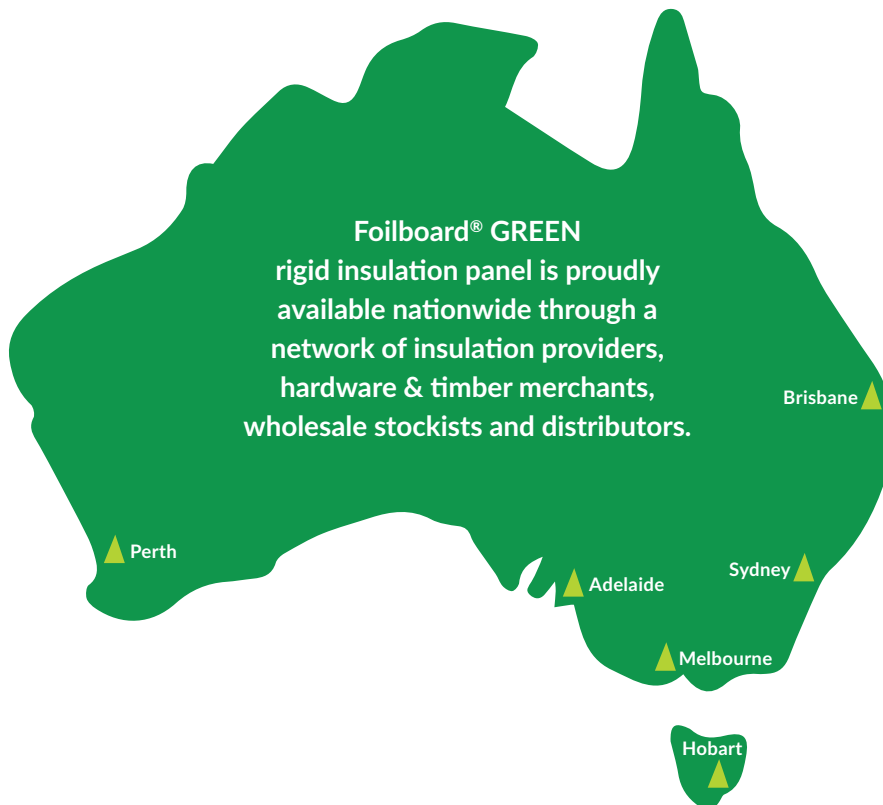 Foilboard® GREEN
rigid insulation panel is proudly
available nationwide through a
network of insulation providers,
hardware & timber merchants,
wholesale stockists and distributors.
Brisbane
Perth
Sydney
Adelaide
Melbourne
Hobart